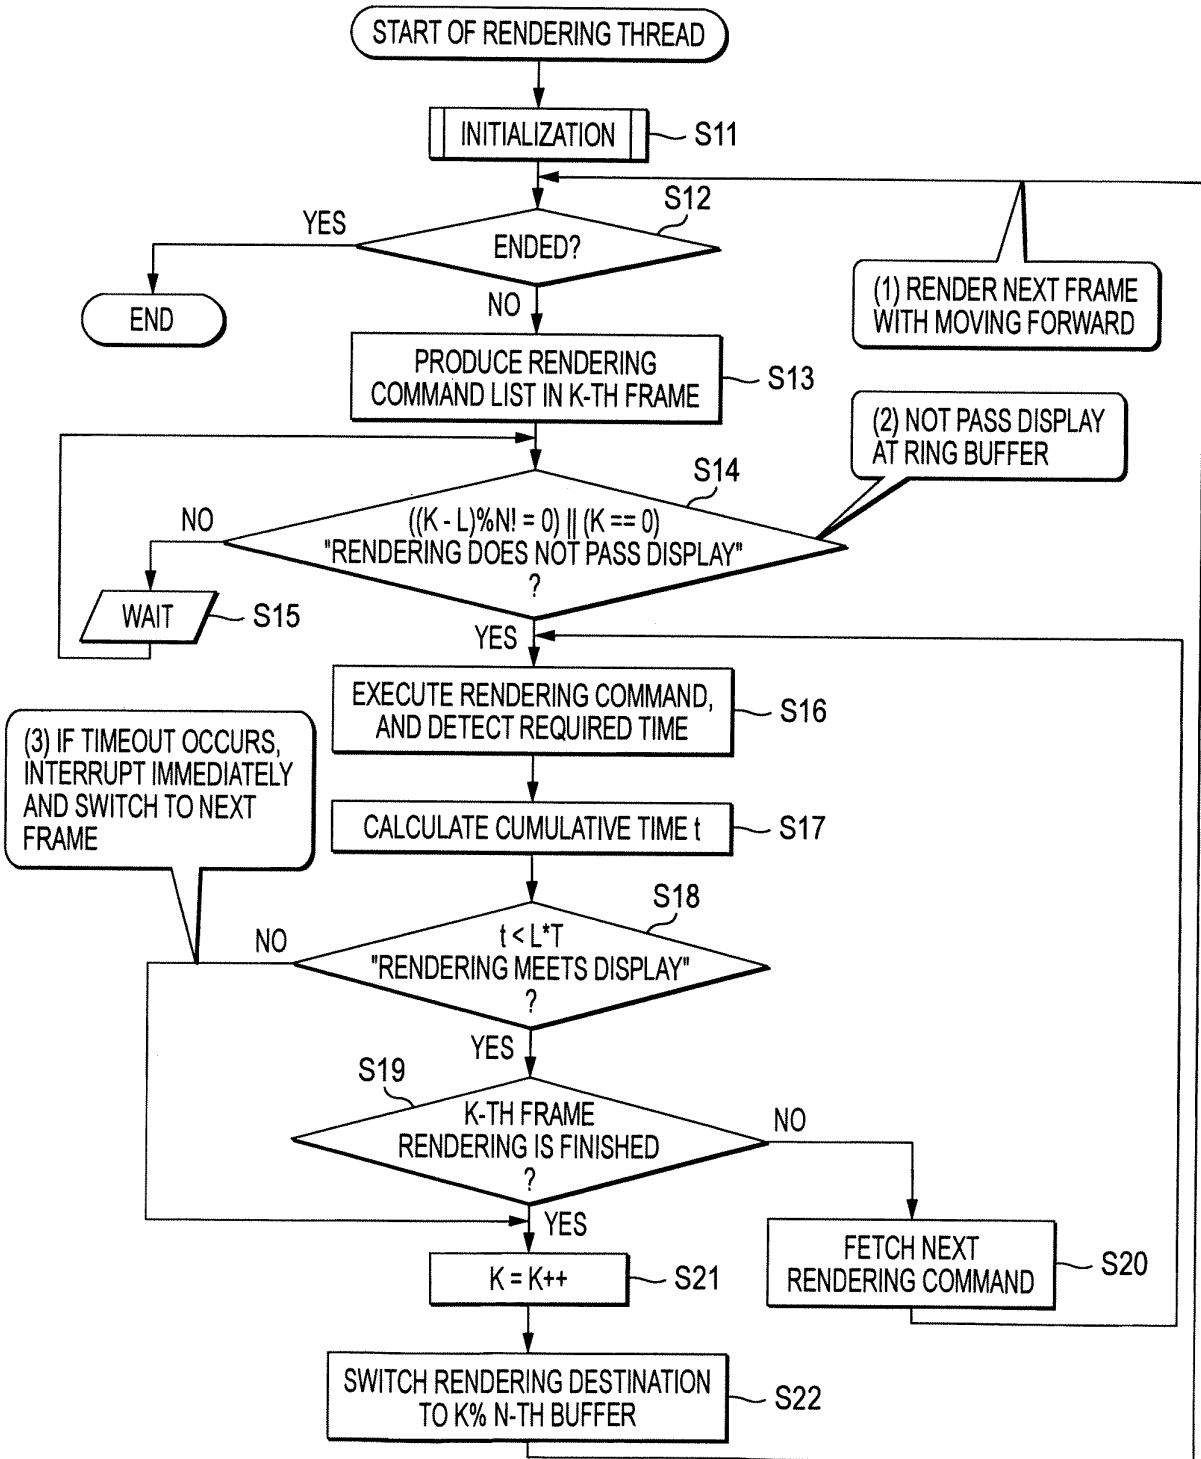 START OF RENDERING THREAD
INITIALIZATION
S11
S12
YES
ENDED?
(1) RENDER NEXT FRAME
WITH MOVING FORWARD
END
NO
PRODUCE RENDERING
COMMAND LIST IN K-TH FRAME
S13
(2) NOT PASS DISPLAY
AT RING BUFFER
S14
NO
((K - L)%N! = 0) || (K == 0)
"RENDERING DOES NOT PASS DISPLAY"
?
WAIT
S15
YES
EXECUTE RENDERING COMMAND,
AND DETECT REQUIRED TIME
S16
(3) IF TIMEOUT OCCURS,
INTERRUPT IMMEDIATELY
AND SWITCH TO NEXT
FRAME
CALCULATE CUMULATIVE TIME t
S17
S18
NO
t < L*T
"RENDERING MEETS DISPLAY"
?
YES
S19
K-TH FRAME
RENDERING IS FINISHED
?
NO
YES
FETCH NEXT
RENDERING COMMAND
S20
K = K++
S21
SWITCH RENDERING DESTINATION
TO K% N-TH BUFFER
S22